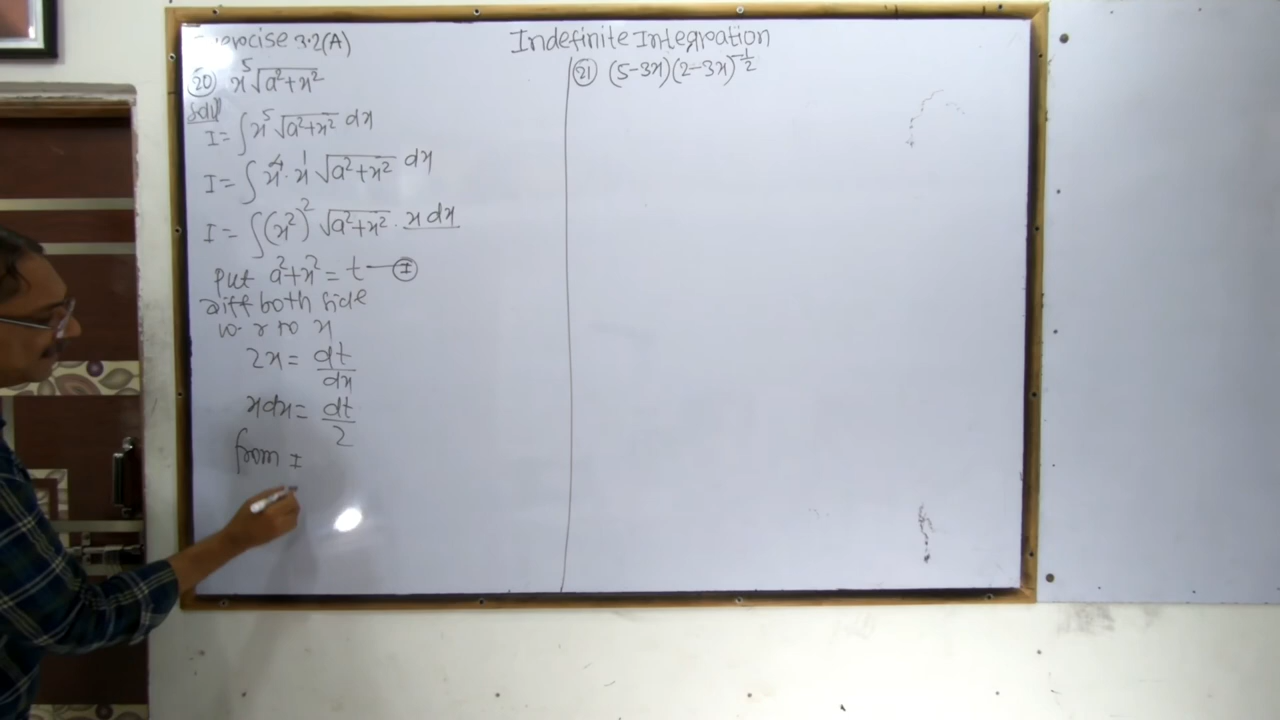 Exercise 3.2(A)
Indefinite Integration
(20) x⁵√a²+x²
Solⁿ
I = ∫x⁵√a²+x² dx
I = ∫x⁴·x¹√a²+x² dx
I = ∫(x²)²√a²+x²·x dx
put a²+x² = t —(I)
Diff both side
w.r to x
2x = dt/dx
xdx = dt/2
from I
(21) (5-3x)(2-3x)^-1/2